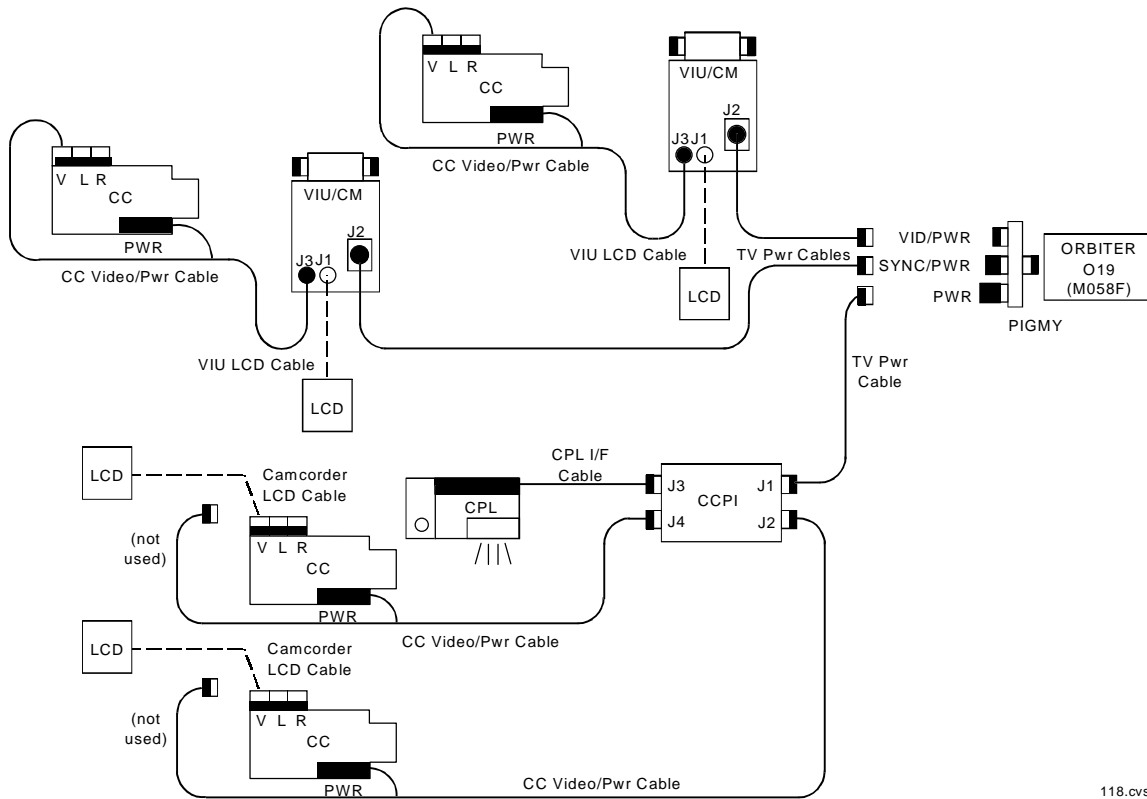 V L R
CC
PWR
CC Video/Pwr Cable
VIU/CM
J2
J3 J1
VIU LCD Cable
LCD
TV Pwr Cables
V L R
CC
PWR
CC Video/Pwr Cable
VIU/CM
J2
J3 J1
VIU LCD Cable
LCD
VID/PWR
SYNC/PWR
PWR
PIGMY
ORBITER
O19
(M058F)
TV Pwr
Cable
LCD
Camcorder
LCD Cable
(not
used)
V L R
CC
PWR
CC Video/Pwr Cable
CPL
CPL I/F
Cable
J3
J4
CCPI
J1
J2
LCD
Camcorder
LCD Cable
(not
used)
V L R
CC
PWR
CC Video/Pwr Cable
118.cvs